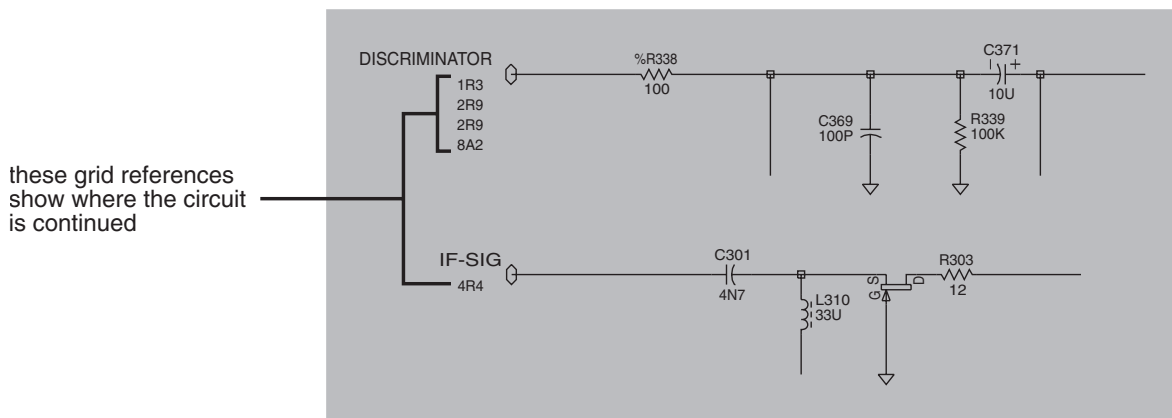 DISCRIMINATOR
1R3
2R9
2R9
8A2
%R338
100
C371
– +
10U
C369
100P
R339
100K
these grid references
show where the circuit
is continued
IF-SIG
4R4
C301
4N7
L310
33U
G S D
R303
12